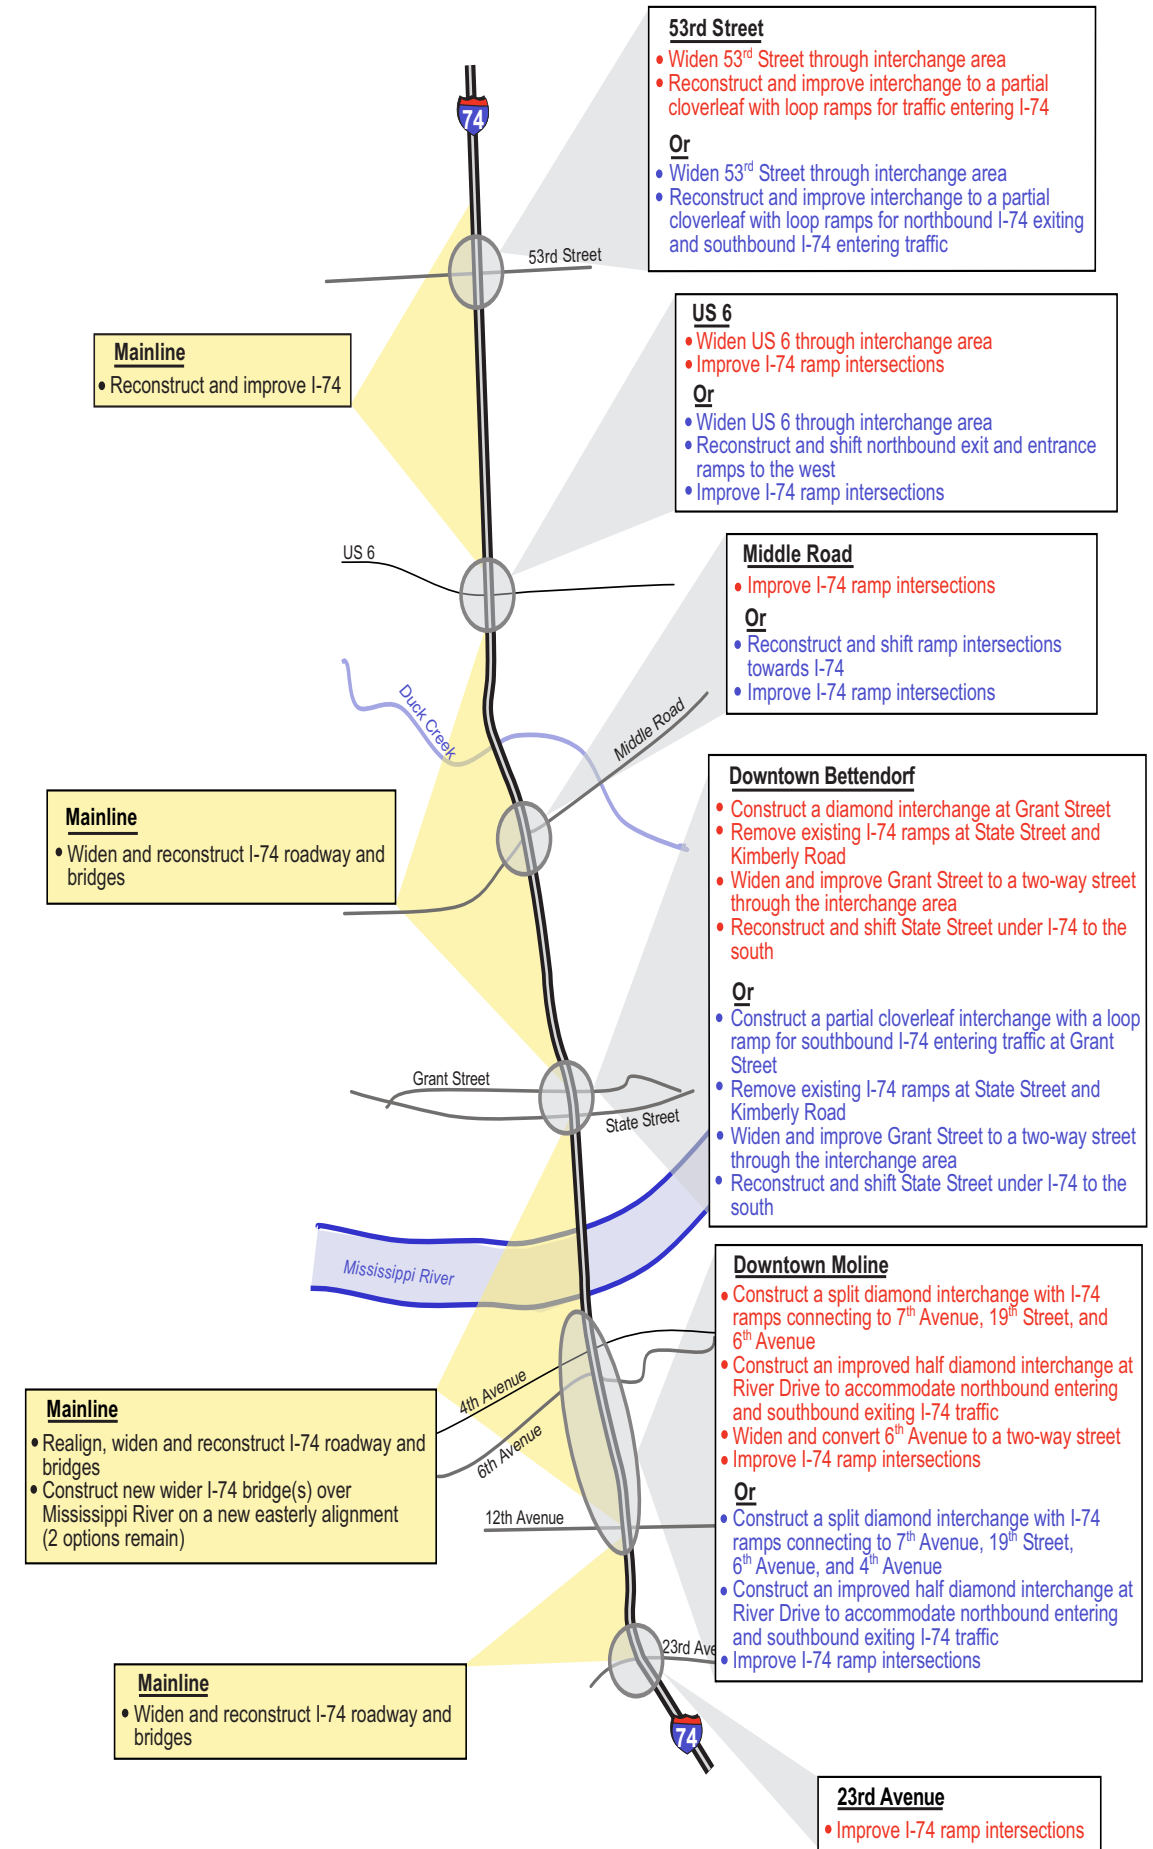 53rd Street
• Widen 53rd Street through interchange area
• Reconstruct and improve interchange to a partial
cloverleaf with loop ramps for traffic entering I-74
Or
• Widen 53rd Street through interchange area
• Reconstruct and improve interchange to a partial
cloverleaf with loop ramps for northbound I-74 exiting
and southbound I-74 entering traffic
74
53rd Street
US 6
• Widen US 6 through interchange area
• Improve I-74 ramp intersections
Or
• Widen US 6 through interchange area
• Reconstruct and shift northbound exit and entrance
ramps to the west
• Improve I-74 ramp intersections
Mainline
• Reconstruct and improve I-74
US 6
Middle Road
• Improve I-74 ramp intersections
Or
• Reconstruct and shift ramp intersections
towards I-74
• Improve I-74 ramp intersections
Duck Creek
Middle Road
Mainline
• Widen and reconstruct I-74 roadway and
bridges
Downtown Bettendorf
• Construct a diamond interchange at Grant Street
• Remove existing I-74 ramps at State Street and
Kimberly Road
• Widen and improve Grant Street to a two-way street
through the interchange area
• Reconstruct and shift State Street under I-74 to the
south
Or
• Construct a partial cloverleaf interchange with a loop
ramp for southbound I-74 entering traffic at Grant
Street
• Remove existing I-74 ramps at State Street and
Kimberly Road
• Widen and improve Grant Street to a two-way street
through the interchange area
• Reconstruct and shift State Street under I-74 to the
south
Grant Street
State Street
Mississippi River
Downtown Moline
• Construct a split diamond interchange with I-74
ramps connecting to 7th Avenue, 19th Street, and
6th Avenue
• Construct an improved half diamond interchange at
River Drive to accommodate northbound entering
and southbound exiting I-74 traffic
• Widen and convert 6th Avenue to a two-way street
• Improve I-74 ramp intersections
Or
• Construct a split diamond interchange with I-74
ramps connecting to 7th Avenue, 19th Street,
6th Avenue, and 4th Avenue
• Construct an improved half diamond interchange at
River Drive to accommodate northbound entering
and southbound exiting I-74 traffic
• Improve I-74 ramp intersections
4th Avenue
6th Avenue
Mainline
• Realign, widen and reconstruct I-74 roadway and
bridges
• Construct new wider I-74 bridge(s) over
Mississippi River on a new easterly alignment
(2 options remain)
12th Avenue
23rd Ave
Mainline
• Widen and reconstruct I-74 roadway and
bridges
74
23rd Avenue
• Improve I-74 ramp intersections